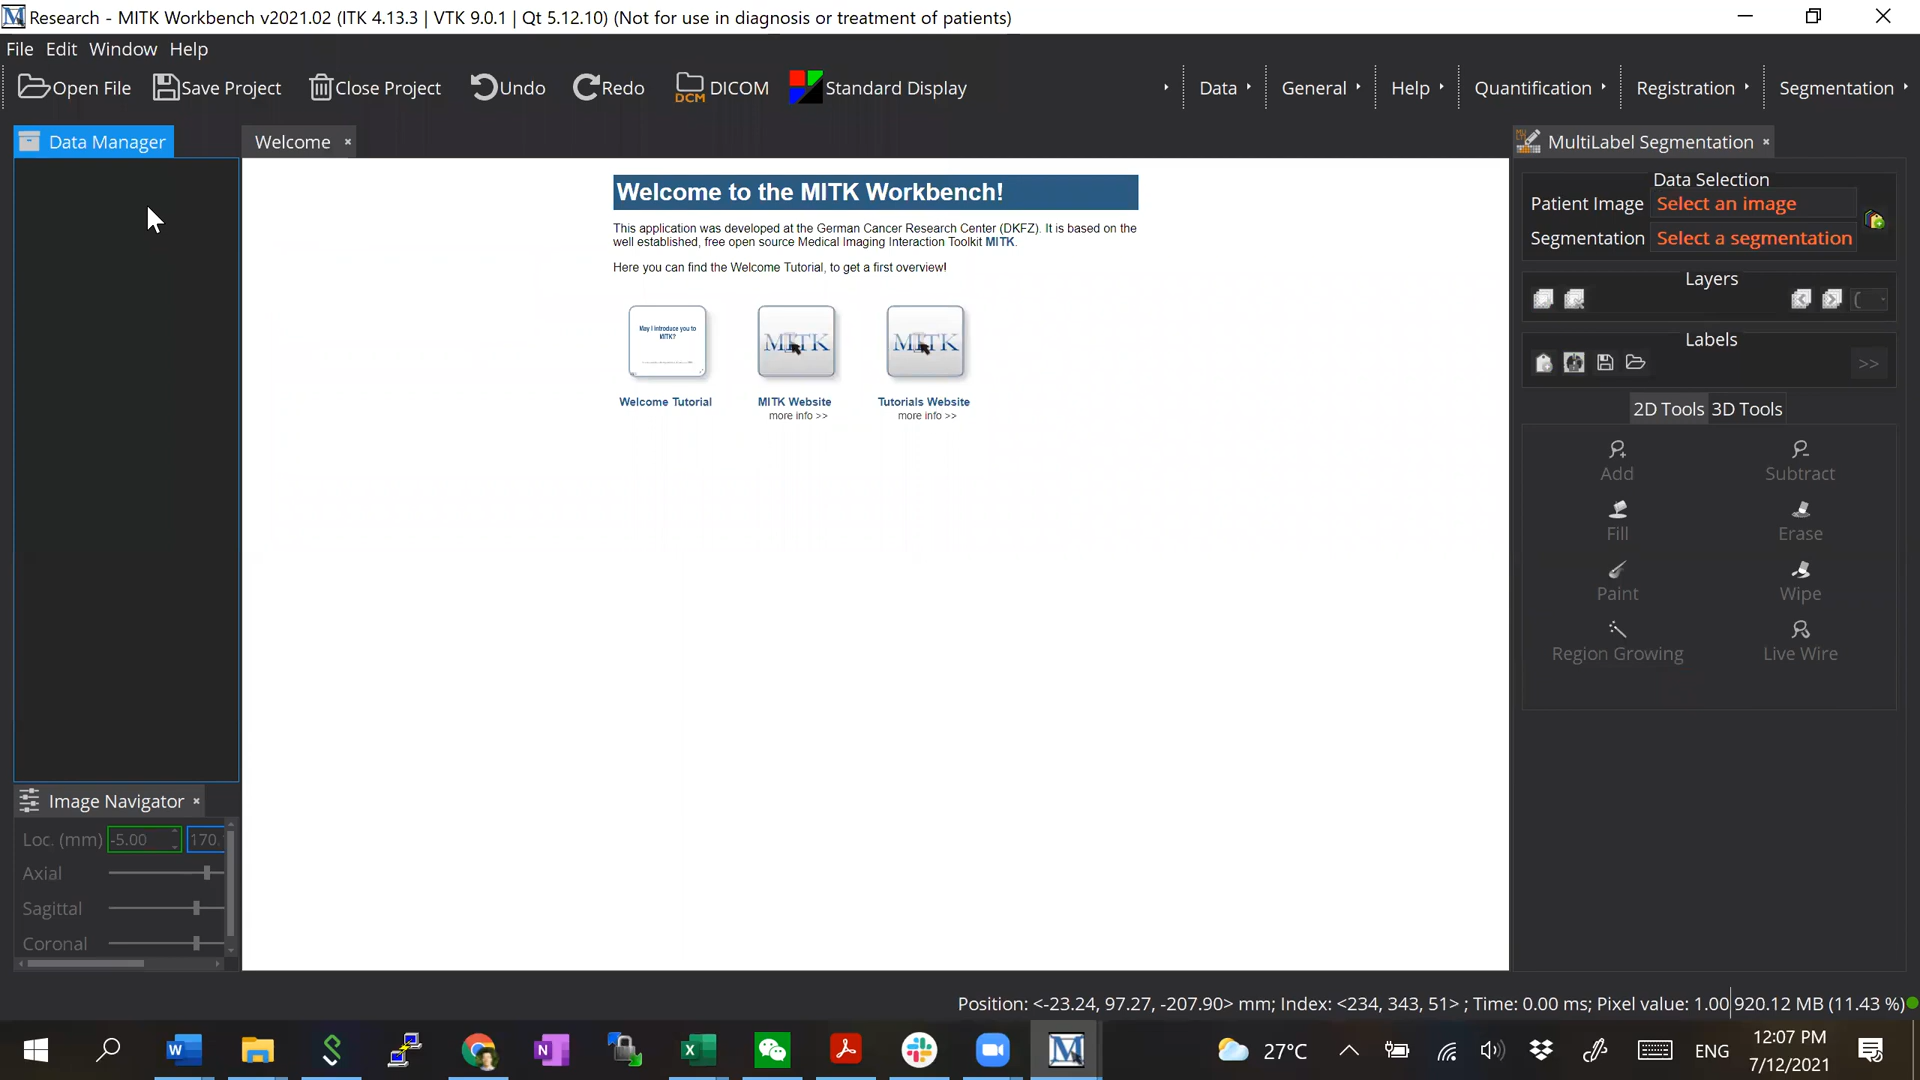 Research - MITK Workbench v2021.02 (ITK 4.13.3 | VTK 9.0.1 | Qt 5.12.10) (Not for use in diagnosis or treatment of patients)
File Edit Window Help
Open File Save Project Close Project Undo Redo DCM DICOM Standard Display Data General Help Quantification Registration Segmentation
Data Manager
Welcome
MultiLabel Segmentation
Welcome to the MITK Workbench!
This application was developed at the German Cancer Research Center (DKFZ). It is based on the
well established, free open source Medical Imaging Interaction Toolkit MITK.
Here you can find the Welcome Tutorial, to get a first overview!
May I introduce you to
MITK?
MITK
MITK
Welcome Tutorial
MITK Website
more info >>
Tutorials Website
more info >>
Data Selection
Patient Image Select an image
Segmentation Select a segmentation
Layers
Labels
>>
2D Tools 3D Tools
Add Subtract
Fill Erase
Paint Wipe
Region Growing Live Wire
Image Navigator
Loc. (mm) -5.00 170.
Axial
Sagittal
Coronal
Position: <-23.24, 97.27, -207.90> mm; Index: <234, 343, 51> ; Time: 0.00 ms; Pixel value: 1.00 920.12 MB (11.43 %)
27°C ENG
12:07 PM
7/12/2021